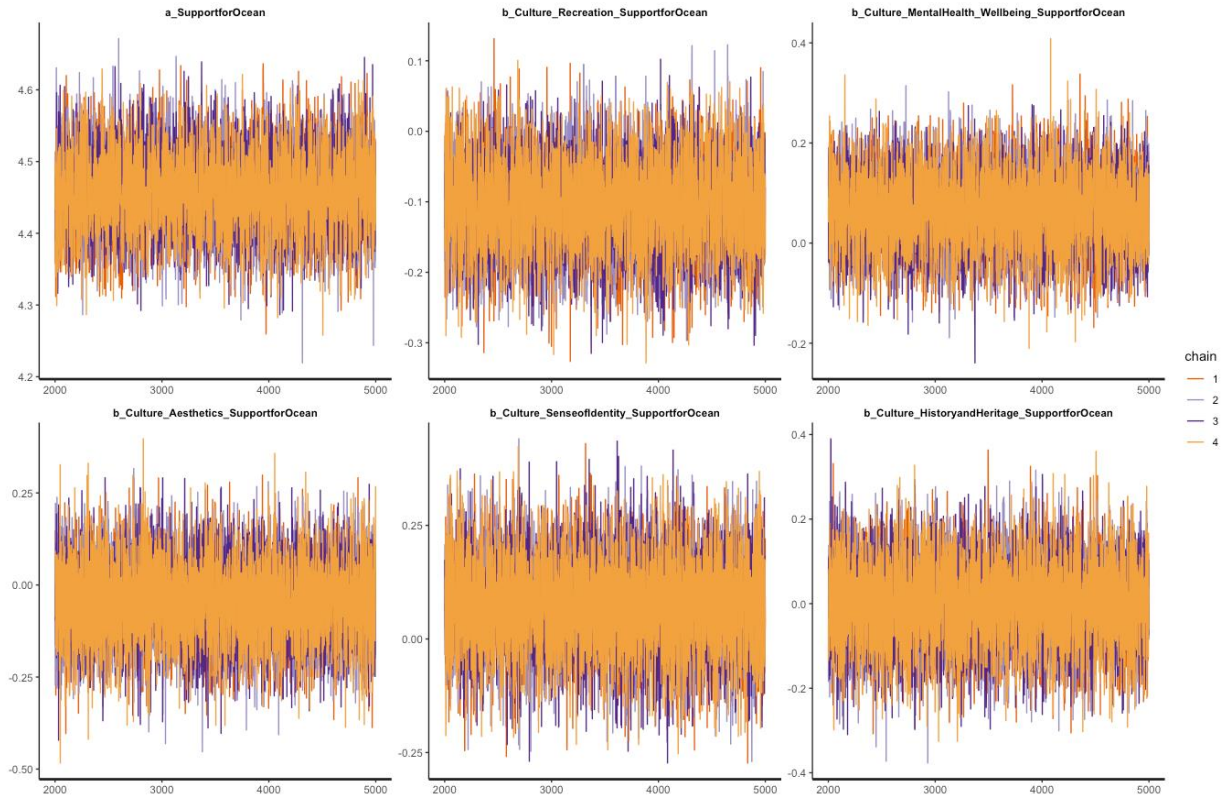 a_SupportforOcean
b_Culture_Recreation_SupportforOcean
b_Culture_MentalHealth_Wellbeing_SupportforOcean
4.6
4.5
4.4
4.3
4.2
0.1
0.0
-0.1
-0.2
-0.3
0.4
0.2
0.0
-0.2
2000 3000 4000 5000
2000 3000 4000 5000
2000 3000 4000 5000
chain
1
2
3
4
b_Culture_Aesthetics_SupportforOcean
b_Culture_SenseofIdentity_SupportforOcean
b_Culture_HistoryandHeritage_SupportforOcean
0.25
0.00
-0.25
-0.50
0.25
0.00
-0.25
0.4
0.2
0.0
-0.2
-0.4
2000 3000 4000 5000
2000 3000 4000 5000
2000 3000 4000 5000